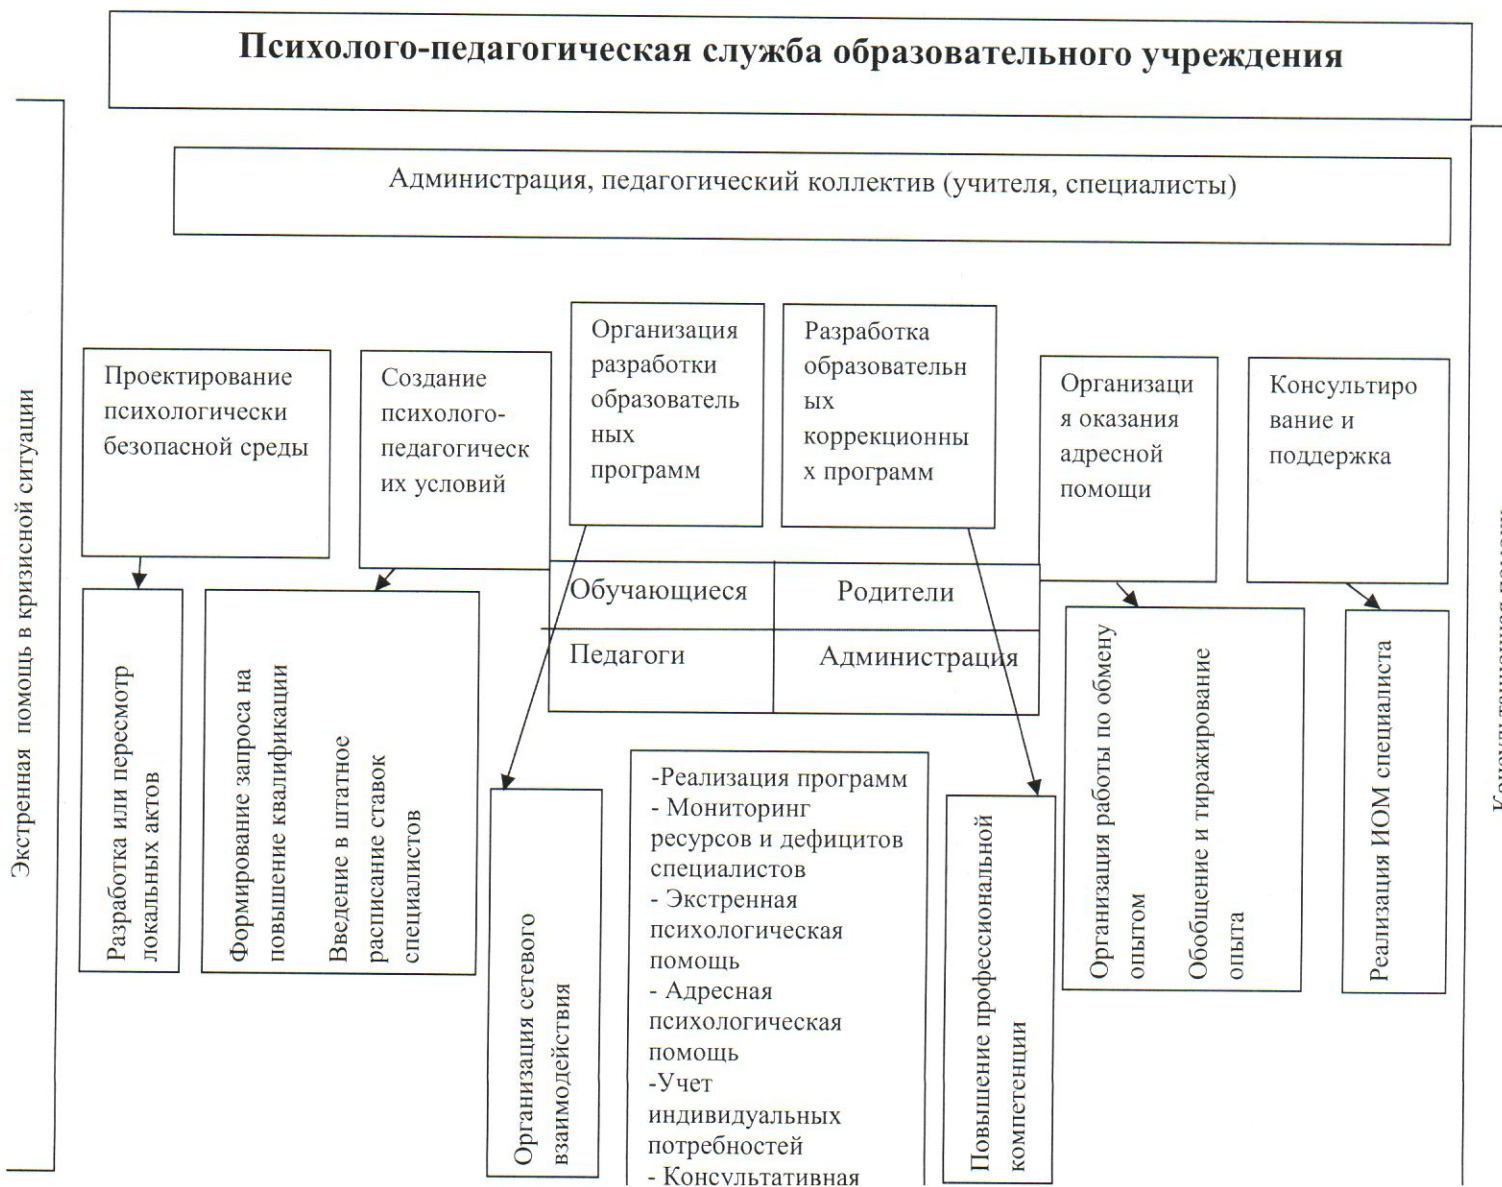 Психолого-педагогическая служба образовательного учреждения
Администрация, педагогический коллектив (учителя, специалисты)
Экстренная помощь в кризисной ситуации
Проектирование
психологически
безопасной среды
Создание
психолого-
педагогическ
их условий
Организация
разработки
образователь
ных
программ
Разработка
образовательн
ых
коррекционны
х программ
Организаци
я оказания
адресной
помощи
Консультиро
вание и
поддержка
Обучающиеся
Родители
Педагоги
Администрация
Разработка или пересмотр
локальных актов
Формирование запроса на
повышение квалификации
Введение в штатное
расписание ставок
специалистов
Организация сетевого
взаимодействия
-Реализация программ
- Мониторинг
ресурсов и дефицитов
специалистов
- Экстренная
психологическая
помощь
- Адресная
психологическая
помощь
-Учет
индивидуальных
потребностей
- Консультативная
Повышение профессиональной
компетенции
Организация работы по обмену
опытом
Обобщение и тиражирование
опыта
Реализация ИОМ специалиста